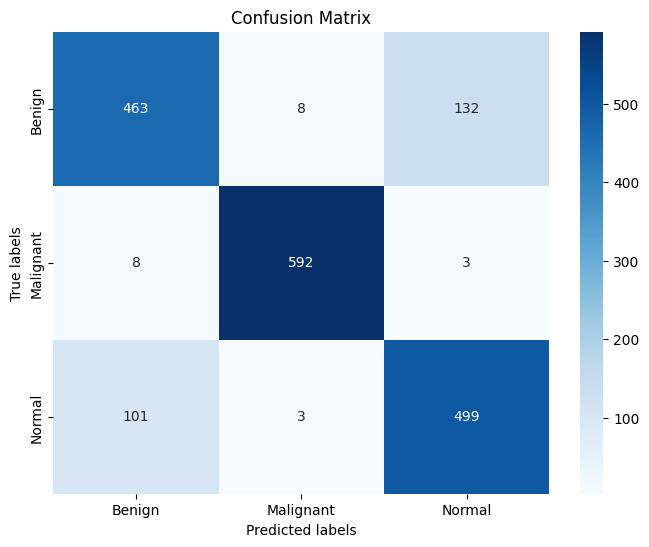 Confusion Matrix
True labels
Benign
463 8 132
Malignant
8 592 3
Normal
101 3 499
Benign Malignant Normal
Predicted labels
500
400
300
200
100